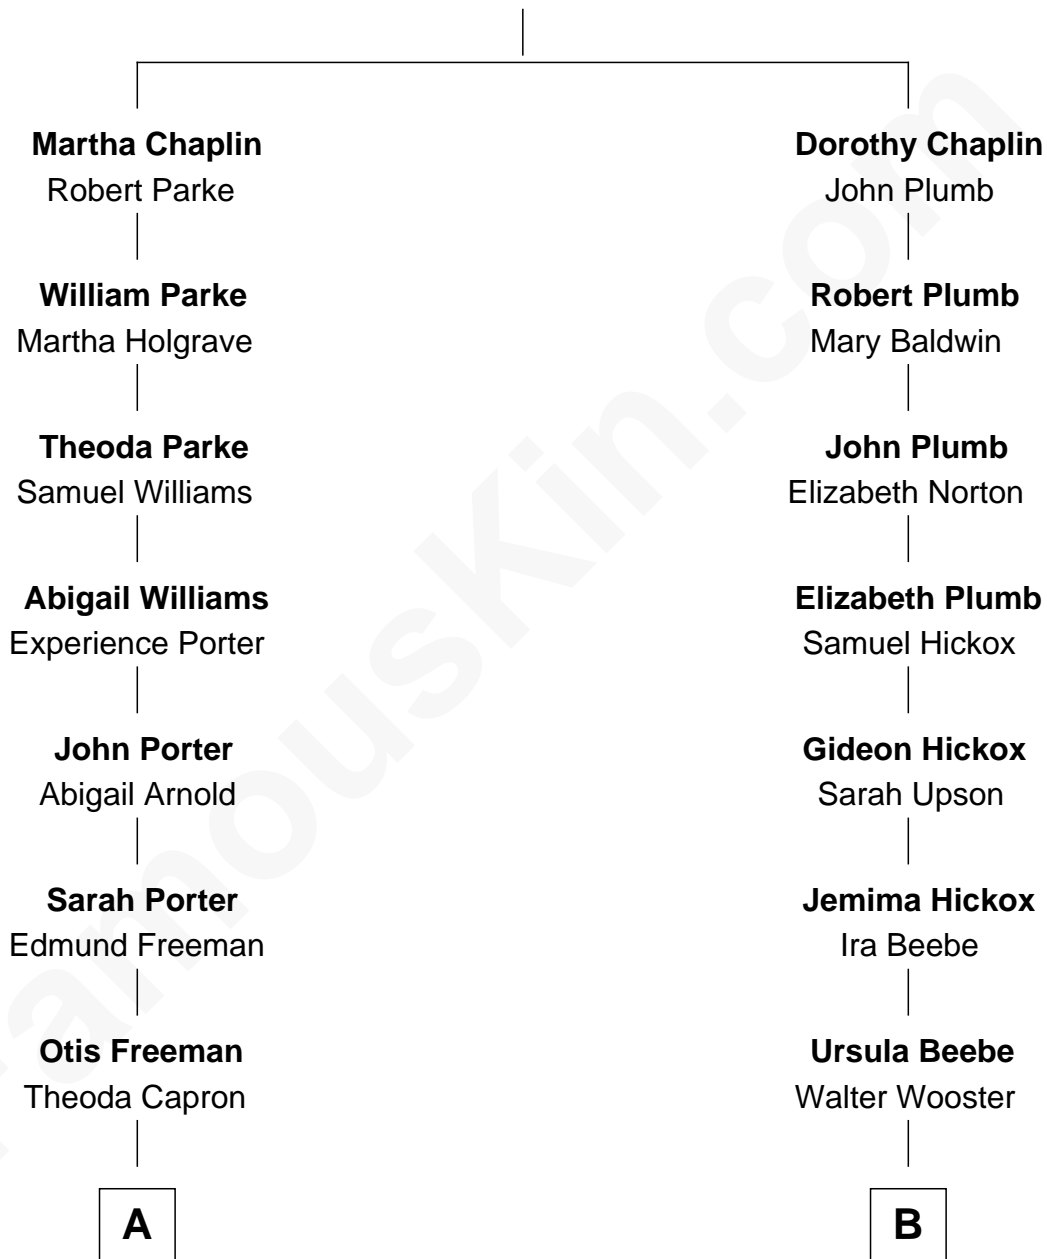 Martha Chaplin
Robert Parke
William Parke
Martha Holgrave
Theoda Parke
Samuel Williams
Abigail Williams
Experience Porter
John Porter
Abigail Arnold
Sarah Porter
Edmund Freeman
Otis Freeman
Theoda Capron
A
Dorothy Chaplin
John Plumb
Robert Plumb
Mary Baldwin
John Plumb
Elizabeth Norton
Elizabeth Plumb
Samuel Hickox
Gideon Hickox
Sarah Upson
Jemima Hickox
Ira Beebe
Ursula Beebe
Walter Wooster
B
FamousKin.com